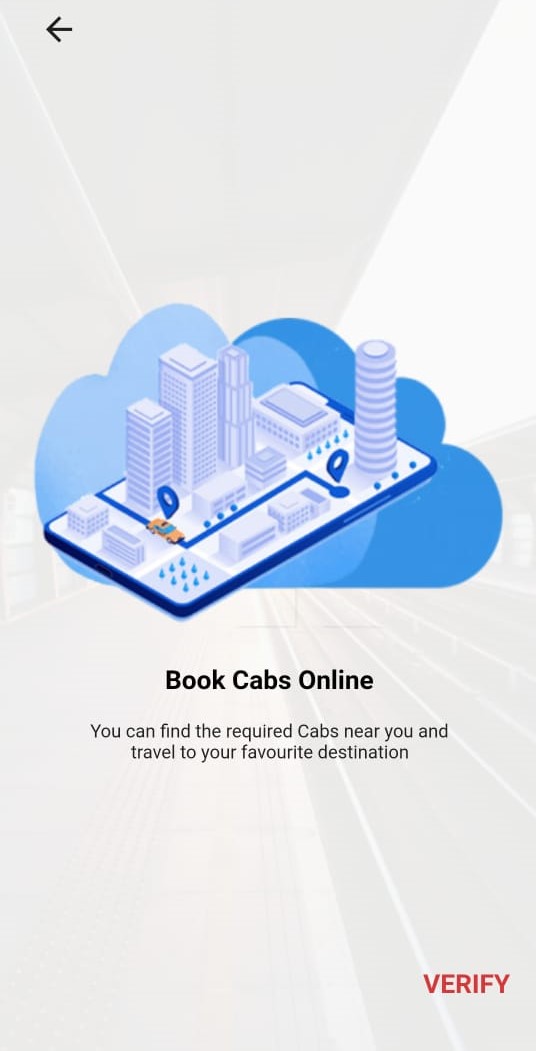 Book Cabs Online
You can find the required Cabs near you and
travel to your favourite destination
VERIFY